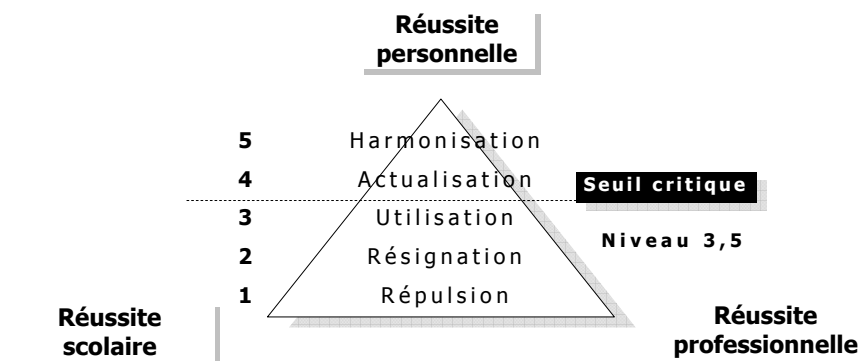 Réussite
personnelle
5 Harmonisation
4 Actualisation
Seuil critique
3 Utilisation
Niveau 3,5
2 Résignation
1 Répulsion
Réussite
scolaire
Réussite
professionnelle